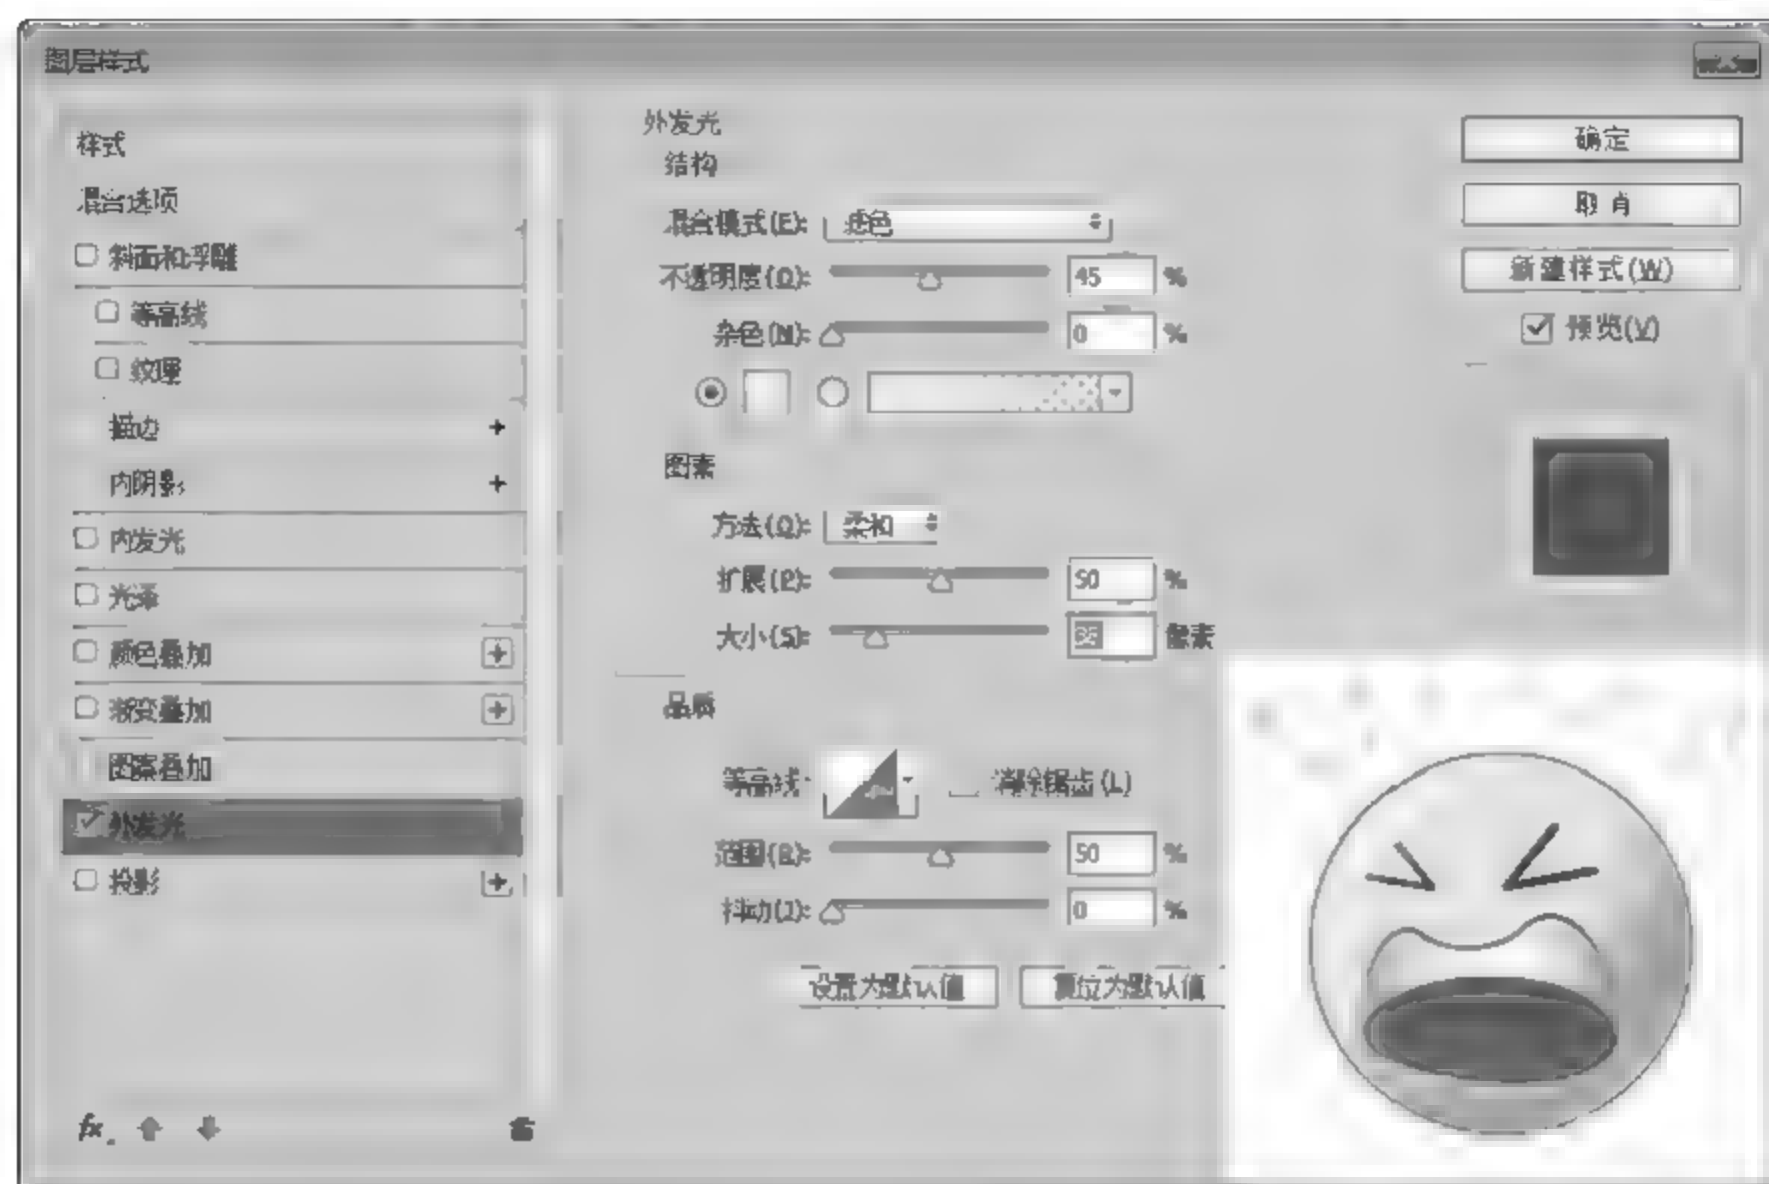 图层样式
样式
混合选项
斜面和浮雕
等高线
纹理
描边
内阴影
内发光
光泽
颜色叠加
渐变叠加
图案叠加
外发光
投影
fx
外发光
结构
混合模式(E): 滤色
不透明度(O): 45 %
杂色(N): 0 %
图素
方法(Q): 柔和
扩展(P): 50 %
大小(S): 像素
品质
等高线: 消除锯齿(L)
范围(R): 50 %
抖动(J): 0 %
设置为默认值 复位为默认值
确定
取消
新建样式(W)
预览(V)